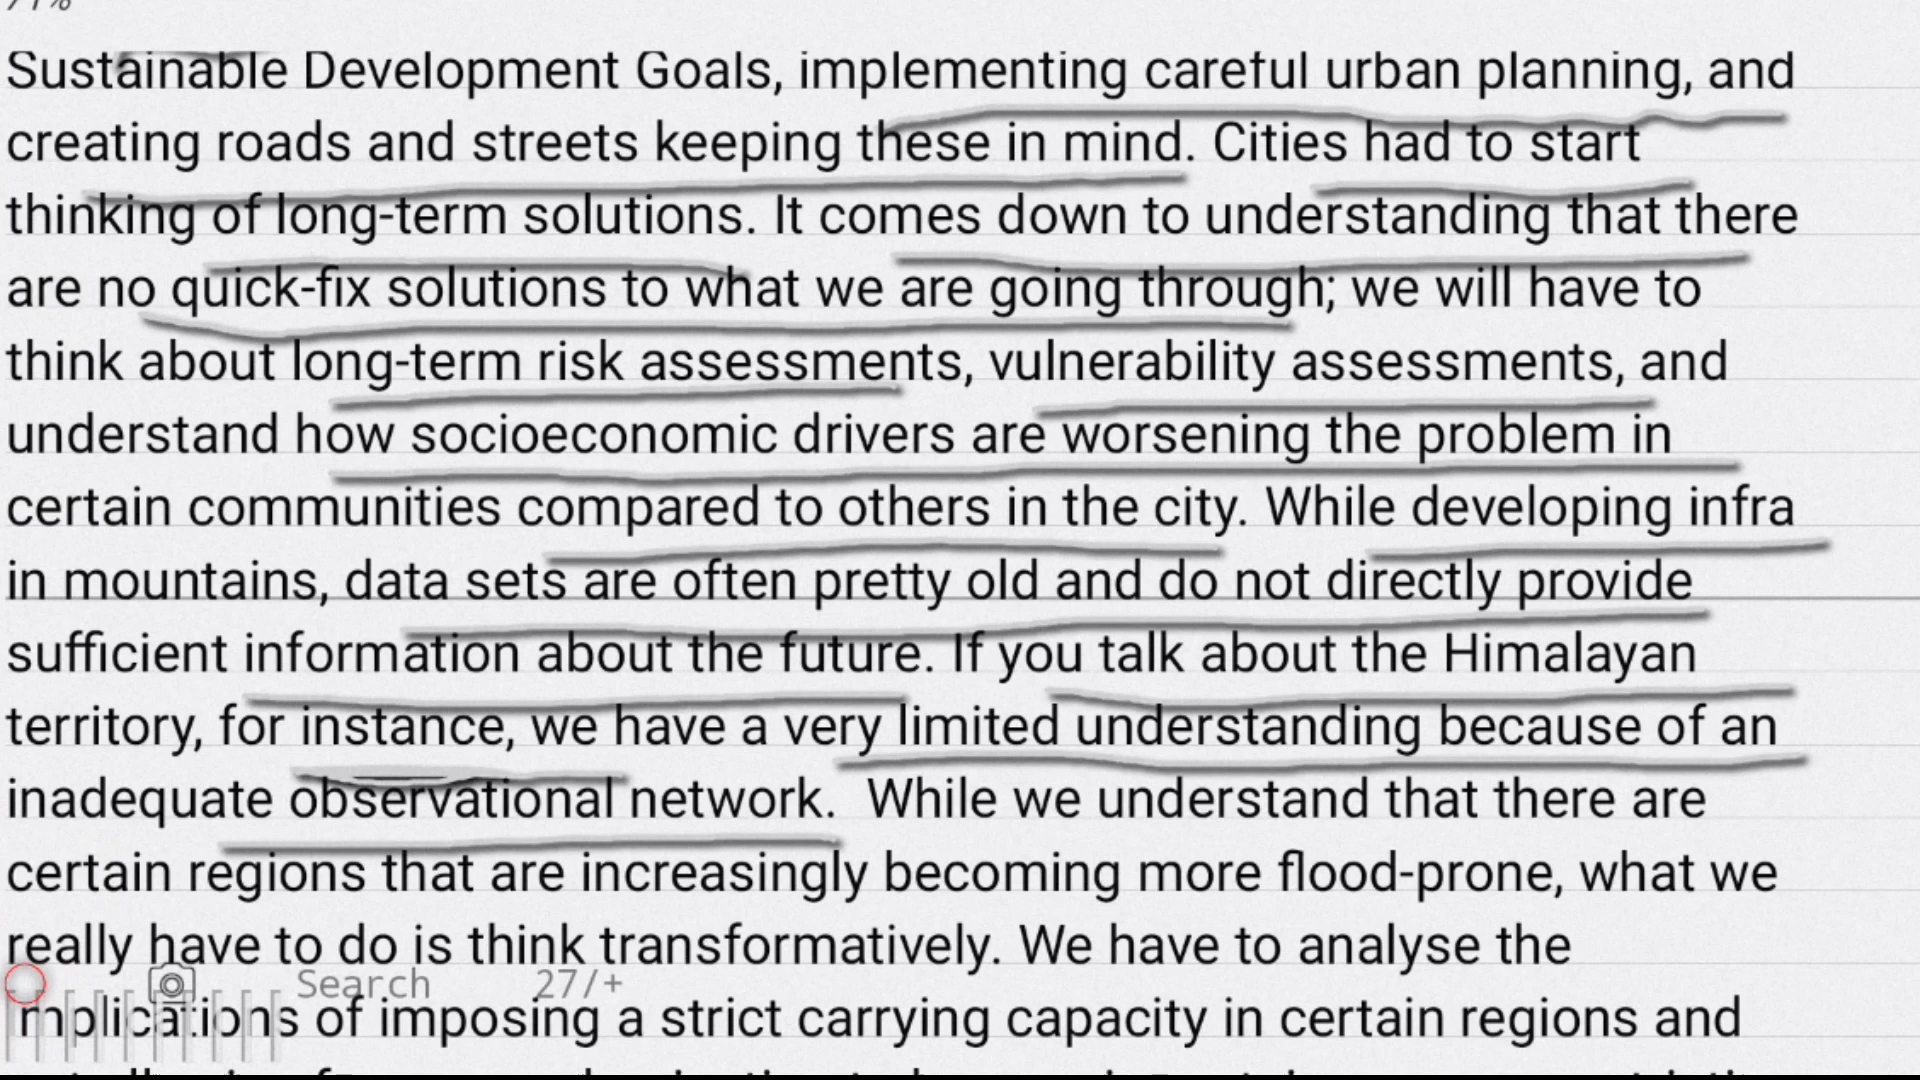 71%
Sustainable Development Goals, implementing careful urban planning, and
creating roads and streets keeping these in mind. Cities had to start
thinking of long-term solutions. It comes down to understanding that there
are no quick-fix solutions to what we are going through; we will have to
think about long-term risk assessments, vulnerability assessments, and
understand how socioeconomic drivers are worsening the problem in
certain communities compared to others in the city. While developing infra
in mountains, data sets are often pretty old and do not directly provide
sufficient information about the future. If you talk about the Himalayan
territory, for instance, we have a very limited understanding because of an
inadequate observational network.  While we understand that there are
certain regions that are increasingly becoming more flood-prone, what we
really have to do is think transformatively. We have to analyse the
Search 27/+
implications of imposing a strict carrying capacity in certain regions and